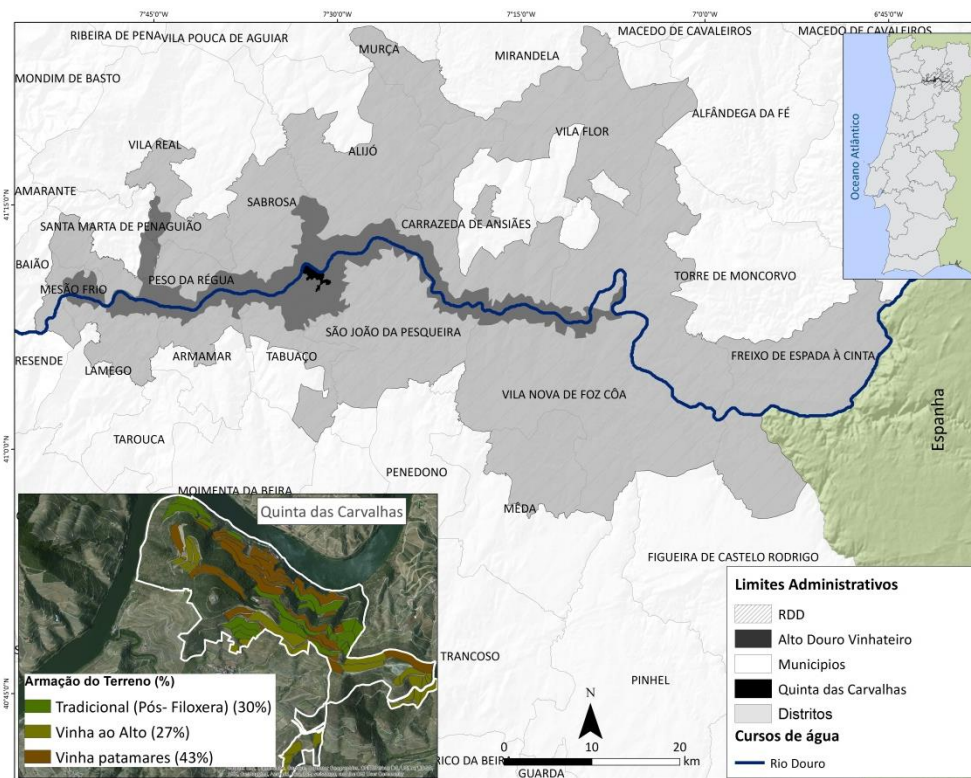 7°45'0"W
7°30'0"W
7°15'0"W
7°0'0"W
6°45'0"W
RIBEIRA DE PENA
VILA POUCA DE AGUIAR
MURÇA
MIRANDELA
MACEDO DE CAVALEIROS
MACEDO DE CAVALEIROS
MONDIM DE BASTO
ALFÂNDEGA DA FÉ
VILA REAL
VILA FLOR
ALIJÓ
AMARANTE
SABROSA
41°15'0"N
SANTA MARTA DE PENAGUIÃO
CARRAZEDA DE ANSIÃES
Oceano Atlântico
BAIÃO
PESO DA RÉGUA
TORRE DE MONCORVO
MESÃO FRIO
SÃO JOÃO DA PESQUEIRA
RESENDE
ARMAMAR
TABUAÇO
FREIXO DE ESPADA À CINTA
LAMEGO
VILA NOVA DE FOZ CÔA
Espanha
TAROUCA
41°0'0"N
PENEDONO
MOIMENTA DA BEIRA
MÊDA
Quinta das Carvalhas
FIGUEIRA DE CASTELO RODRIGO
TRANCOSO
PINHEL
40°45'0"N
Armação do Terreno (%)
Tradicional (Pós- Filoxera) (30%)
Vinha ao Alto (27%)
Vinha patamares (43%)
Limites Administrativos
RDD
Alto Douro Vinhateiro
Municipios
Quinta das Carvalhas
Distritos
Cursos de água
Rio Douro
N
0 10 20
km
RICO DA BEIRA
GUARDA